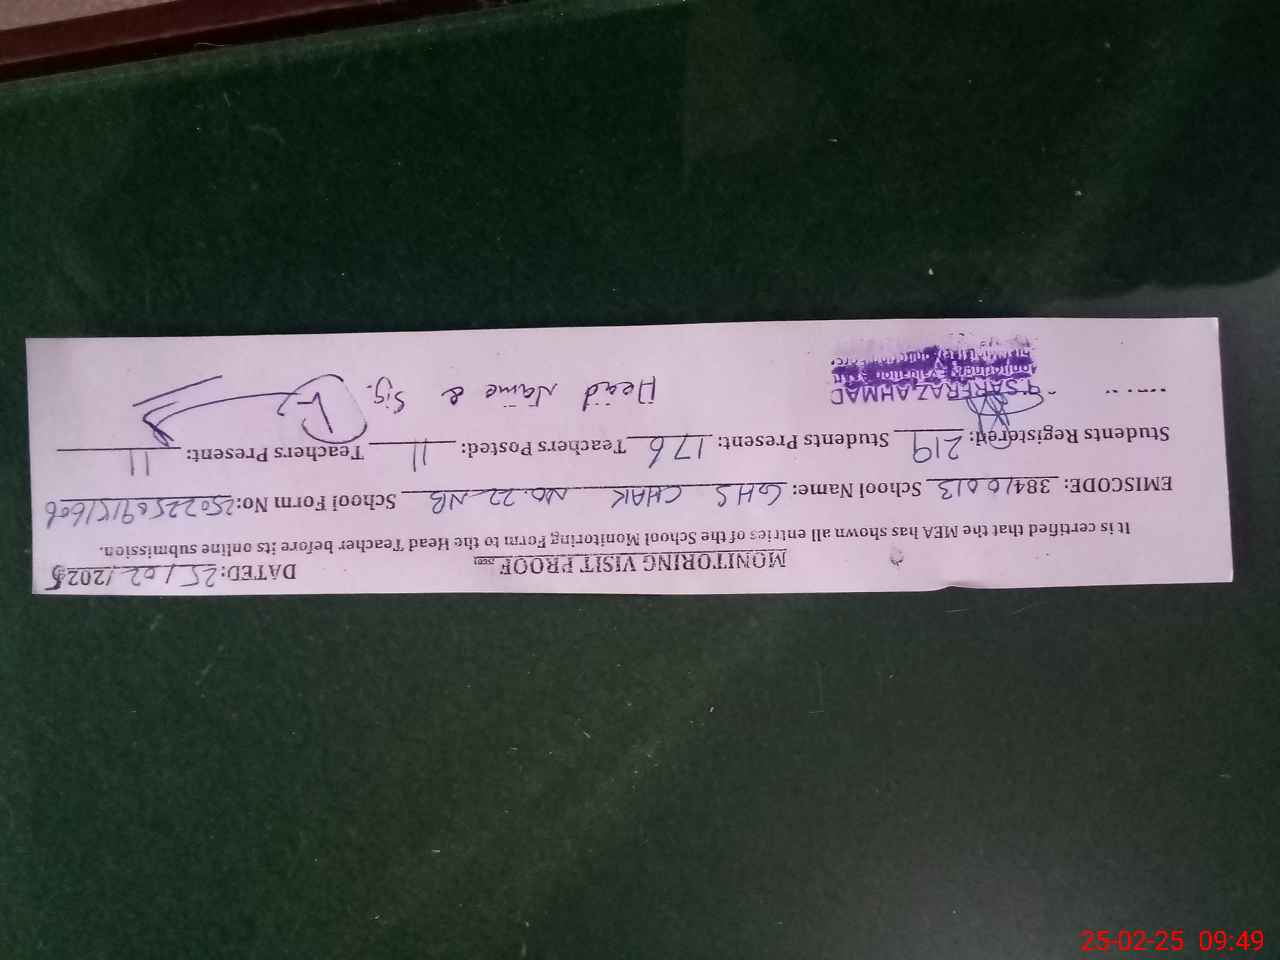 MONITORING VISIT PROOF
DATED: 25/02/2025
It is certified that the MEA has shown all entries of the School Monitoring Form to the Head Teacher before its online submission.
EMISCODE: 38410013 School Name: GHS CHAK NO. 22 NB School Form No:
Students Registered: 219 Students Present: 176 Teachers Posted: 11 Teachers Present: 11
SARFRAZ AHMAD
Monitoring & Evaluation
Head Name & Sig.
25-02-25 09:49